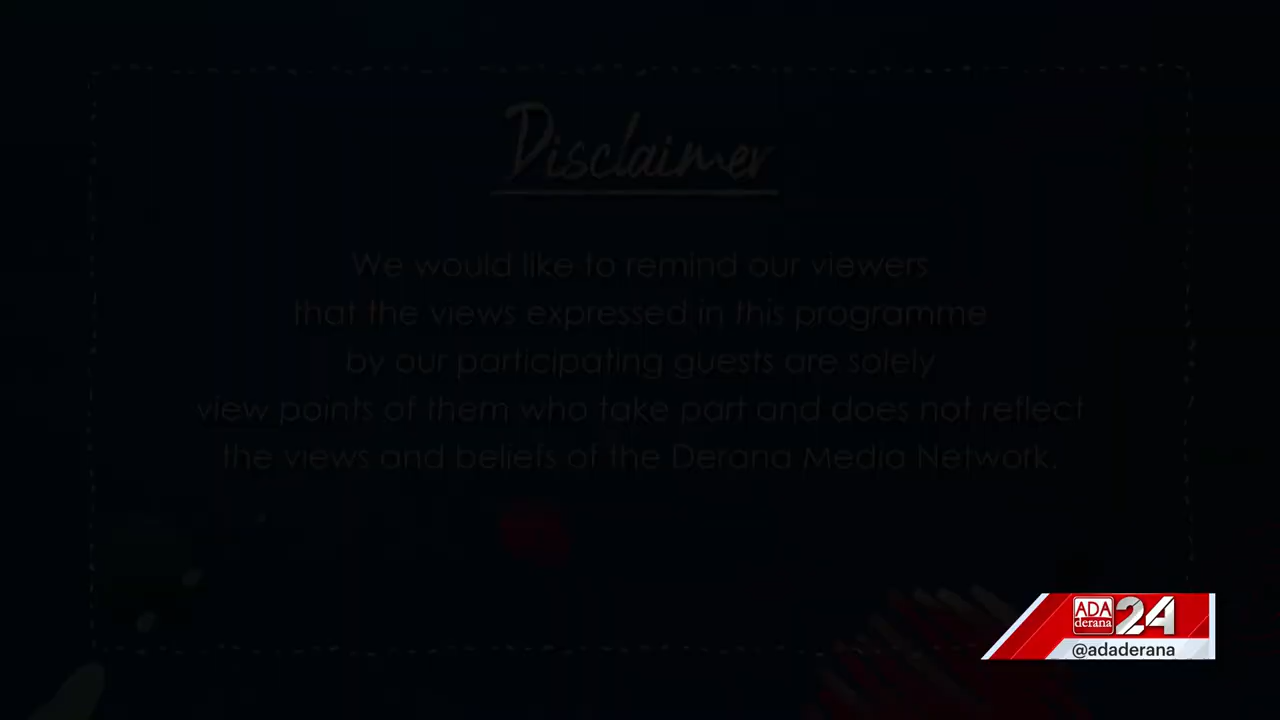 Disclaimer
We would like to remind our viewers
that the views expressed in this programme
by our participating guests are solely
view points of them who take part and does not reflect
the views and beliefs of the Derana Media Network.
ADA
derana
24
@adaderana